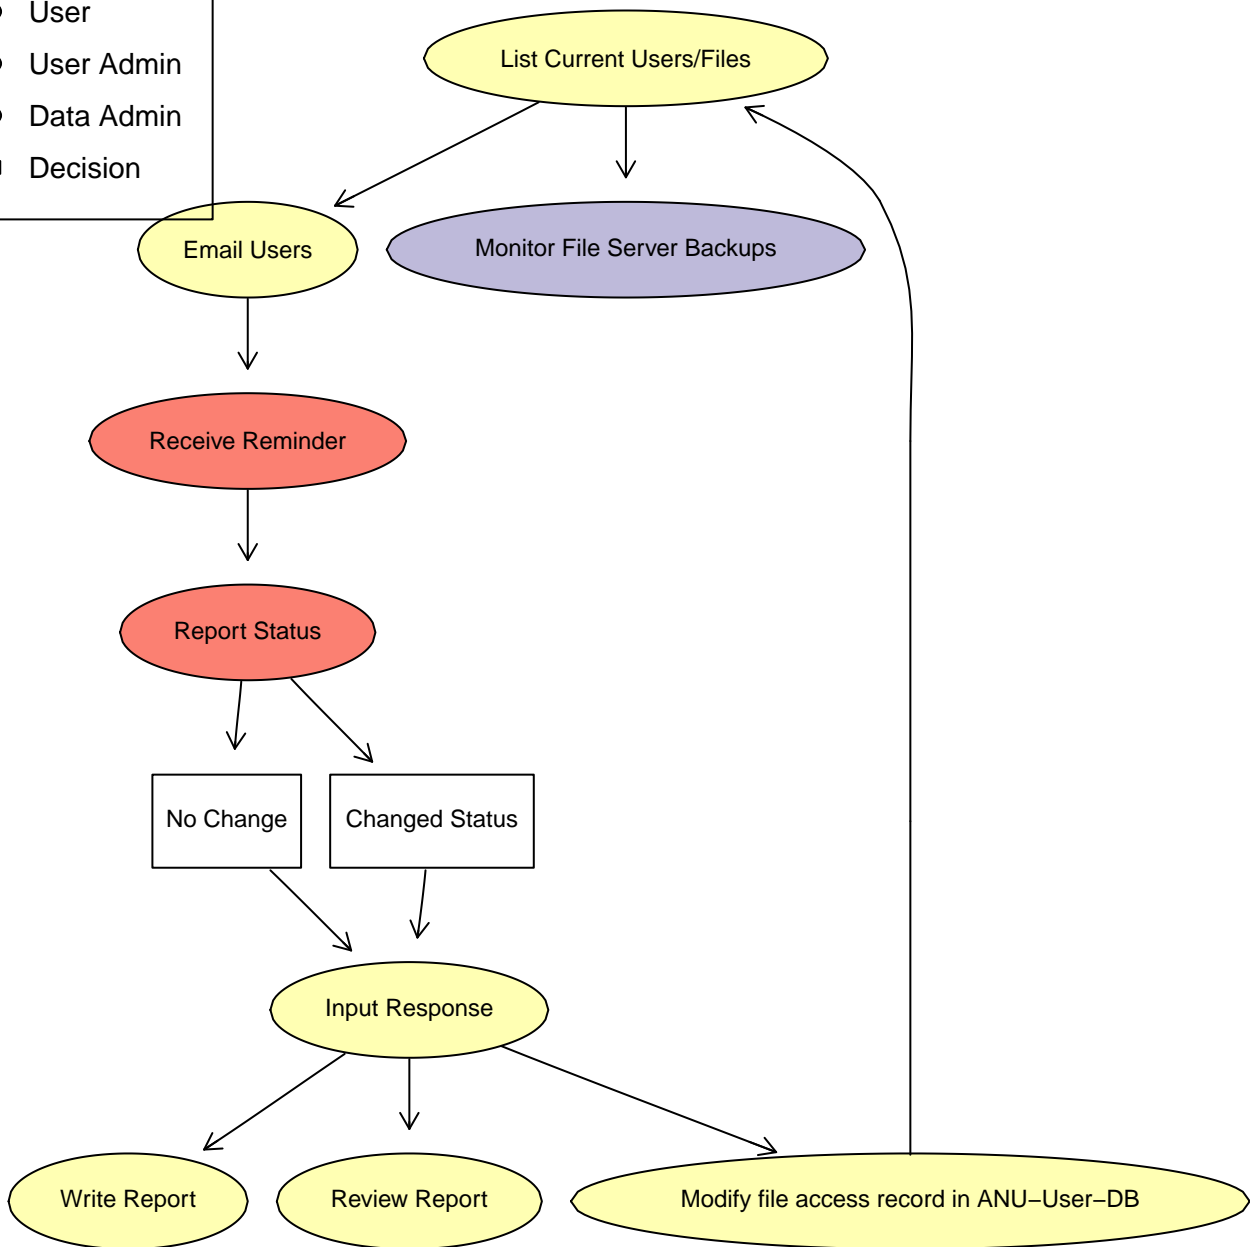 User
User Admin
Data Admin
Decision
List Current Users/Files
Email Users
Monitor File Server Backups
Receive Reminder
Report Status
No Change
Changed Status
Input Response
Write Report
Review Report
Modify file access record in ANU−User−DB